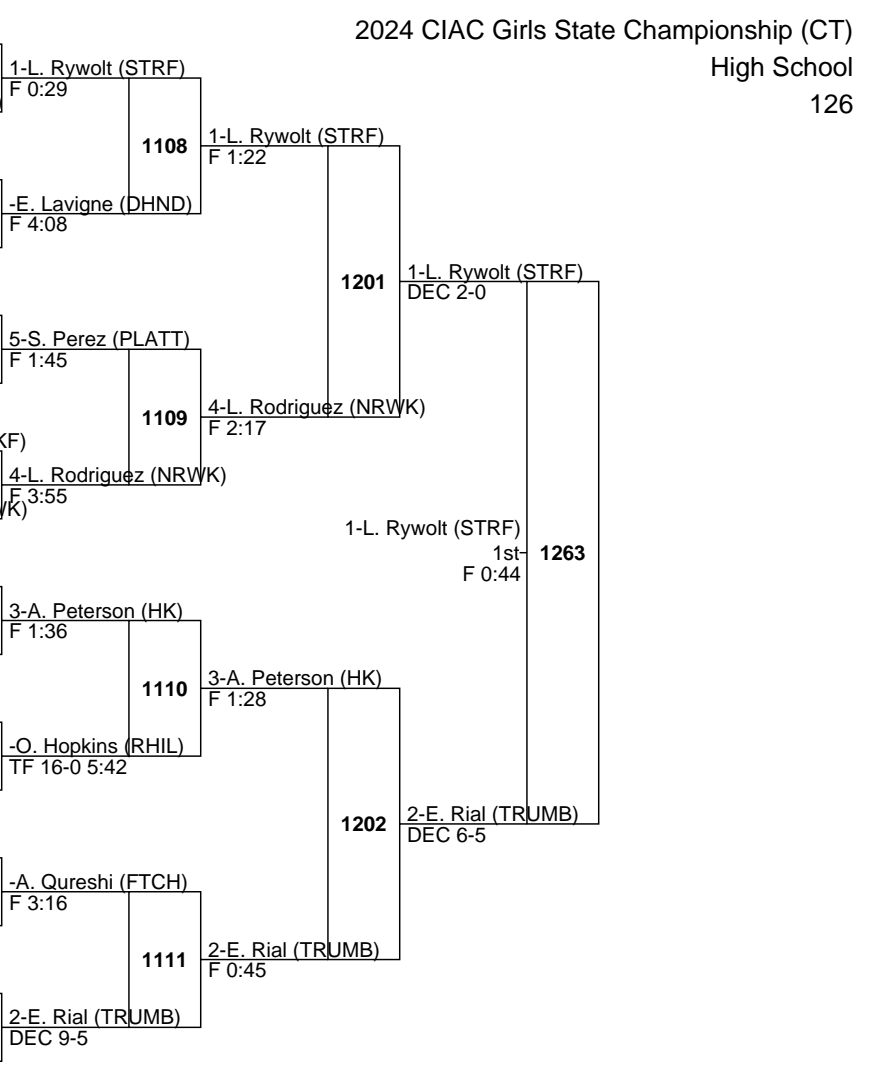 2024 CIAC Girls State Championship (CT)
High School
126
1-L. Rywolt (STRF)
F 0:29
1108
1-L. Rywolt (STRF)
F 1:22
-E. Lavigne (DHND)
F 4:08
1201
1-L. Rywolt (STRF)
DEC 2-0
5-S. Perez (PLATT)
F 1:45
1109
4-L. Rodriguez (NRWK)
F 2:17
KF)
4-L. Rodriguez (NRWK)
F 3:55
/K)
1-L. Rywolt (STRF)
1st
F 0:44
1263
3-A. Peterson (HK)
F 1:36
1110
3-A. Peterson (HK)
F 1:28
-O. Hopkins (RHIL)
TF 16-0 5:42
1202
2-E. Rial (TRUMB)
DEC 6-5
-A. Qureshi (FTCH)
F 3:16
1111
2-E. Rial (TRUMB)
F 0:45
2-E. Rial (TRUMB)
DEC 9-5